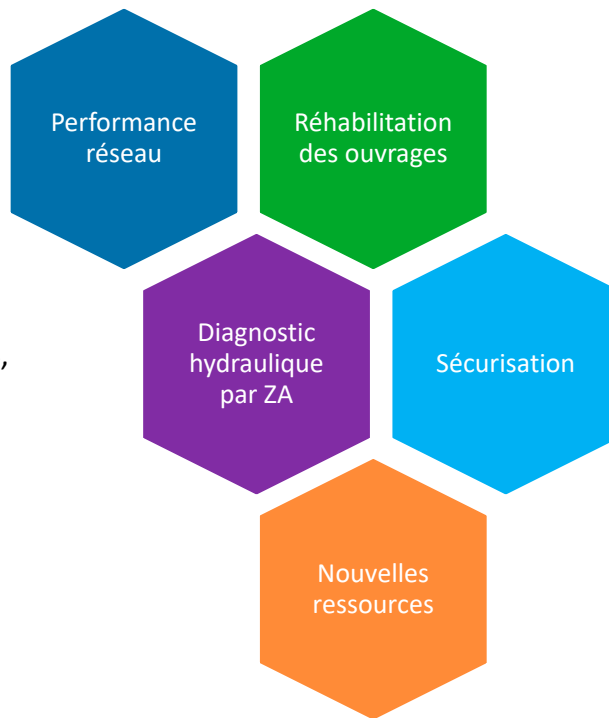 Performance
réseau
Réhabilitation
des ouvrages
,
Diagnostic
hydraulique
par ZA
Sécurisation
Nouvelles
ressources